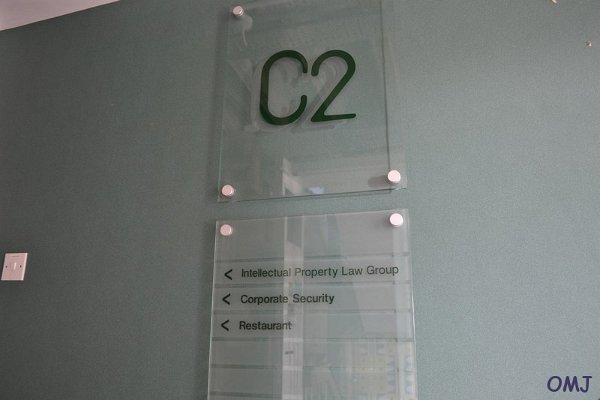 C2
< Intellectual Property Law Group
< Corporate Security
< Restaurant
OMJ